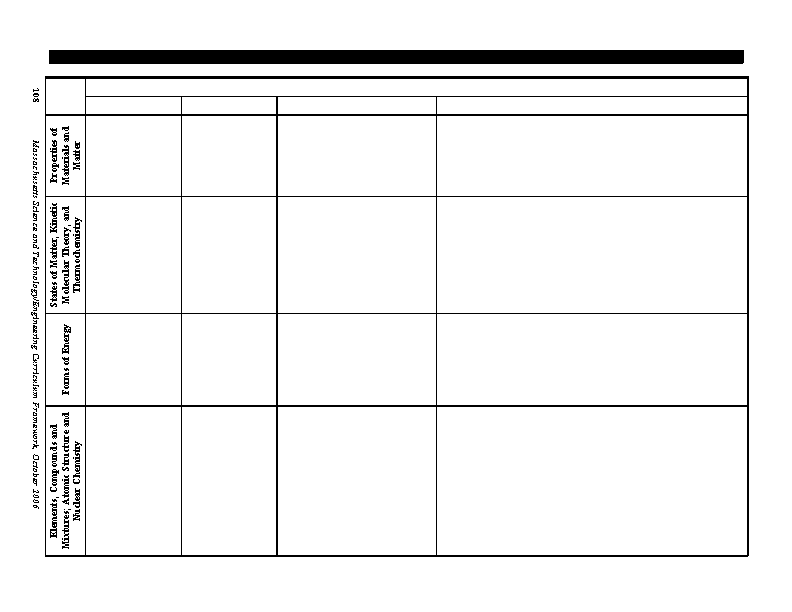 108
Massachusetts Science and Technology/Engineering Curriculum Framework, October 2006
Properties of
Materials and
Matter
States of Matter, Kinetic
Molecular Theory, and
Thermochemistry
Forms of Energy
Elements, Compounds and
Mixtures; Atomic Structure and
Nuclear Chemistry